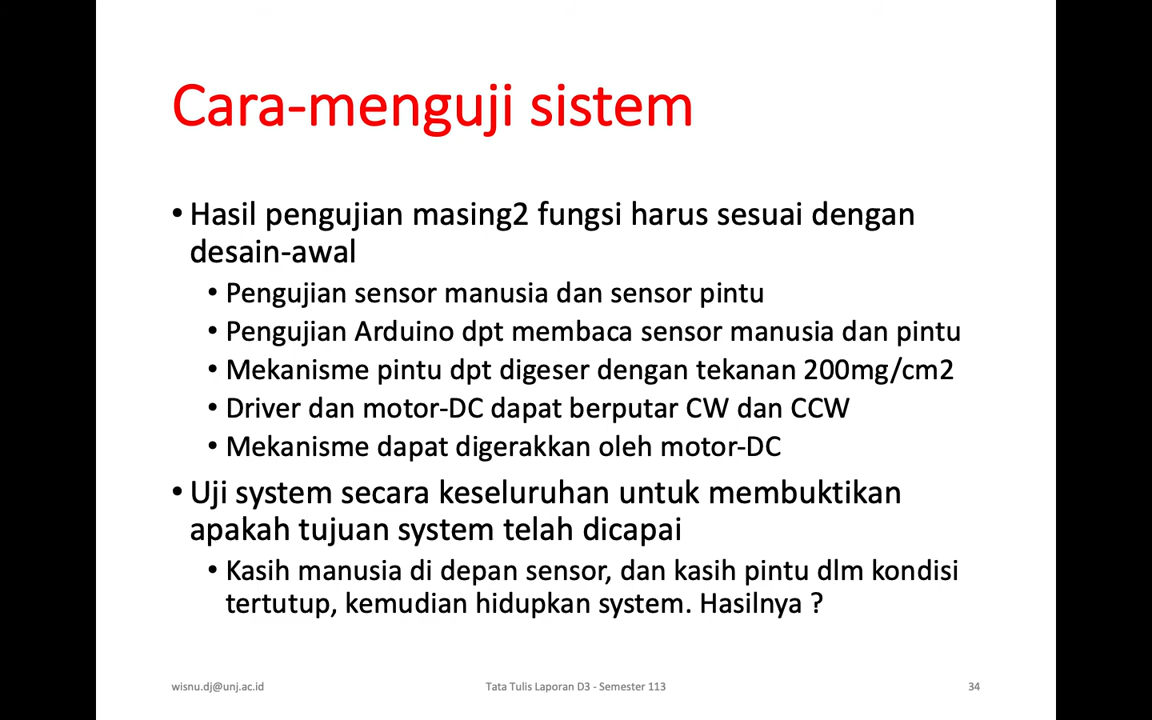 Cara-menguji sistem
• Hasil pengujian masing2 fungsi harus sesuai dengan
desain-awal
• Pengujian sensor manusia dan sensor pintu
• Pengujian Arduino dpt membaca sensor manusia dan pintu
• Mekanisme pintu dpt digeser dengan tekanan 200mg/cm2
• Driver dan motor-DC dapat berputar CW dan CCW
• Mekanisme dapat digerakkan oleh motor-DC
• Uji system secara keseluruhan untuk membuktikan
apakah tujuan system telah dicapai
• Kasih manusia di depan sensor, dan kasih pintu dlm kondisi
tertutup, kemudian hidupkan system. Hasilnya ?
wisnu.dj@unj.ac.id
Tata Tulis Laporan D3 - Semester 113
34